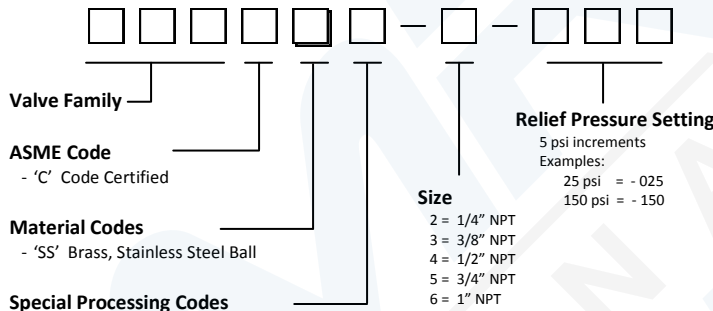 Valve Family
ASME Code
- 'C' Code Certified
Material Codes
- 'SS' Brass, Stainless Steel Ball
Special Processing Codes
Size
2 = 1/4” NPT
3 = 3/8” NPT
4 = 1/2” NPT
5 = 3/4” NPT
6 = 1” NPT
Relief Pressure Setting
5 psi increments
Examples:
25 psi = - 025
150 psi = - 150